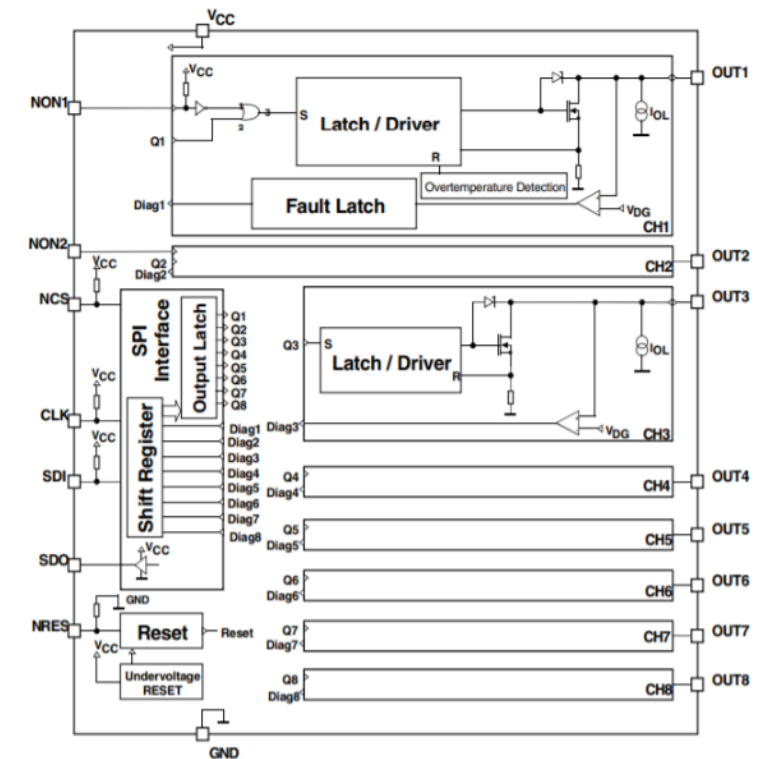 VCC
VCC
OUT1
NON1
1
3
2
S
Latch / Driver
IOL
Q1
R
Overtemperature Detection
Diag1
Fault Latch
VDG
CH1
NON2
Q2
Diag2
CH2
OUT2
VCC
NCS
SPI
Interface
Output Latch
Q1
Q2
Q3
Q4
Q5
Q6
Q7
Q8
OUT3
Q3
S
Latch / Driver
R
IOL
VCC
CLK
Diag3
VDG
CH3
VCC
SDI
Shift Register
Diag1
Diag2
Diag3
Diag4
Diag5
Diag6
Diag7
Diag8
Q4
Diag4
CH4
OUT4
Q5
Diag5
CH5
OUT5
SDO
VCC
Q6
Diag6
CH6
OUT6
GND
NRES
Reset
Reset
Q7
Diag7
CH7
OUT7
VCC
Undervoltage
RESET
Q8
Diag8
CH8
OUT8
GND